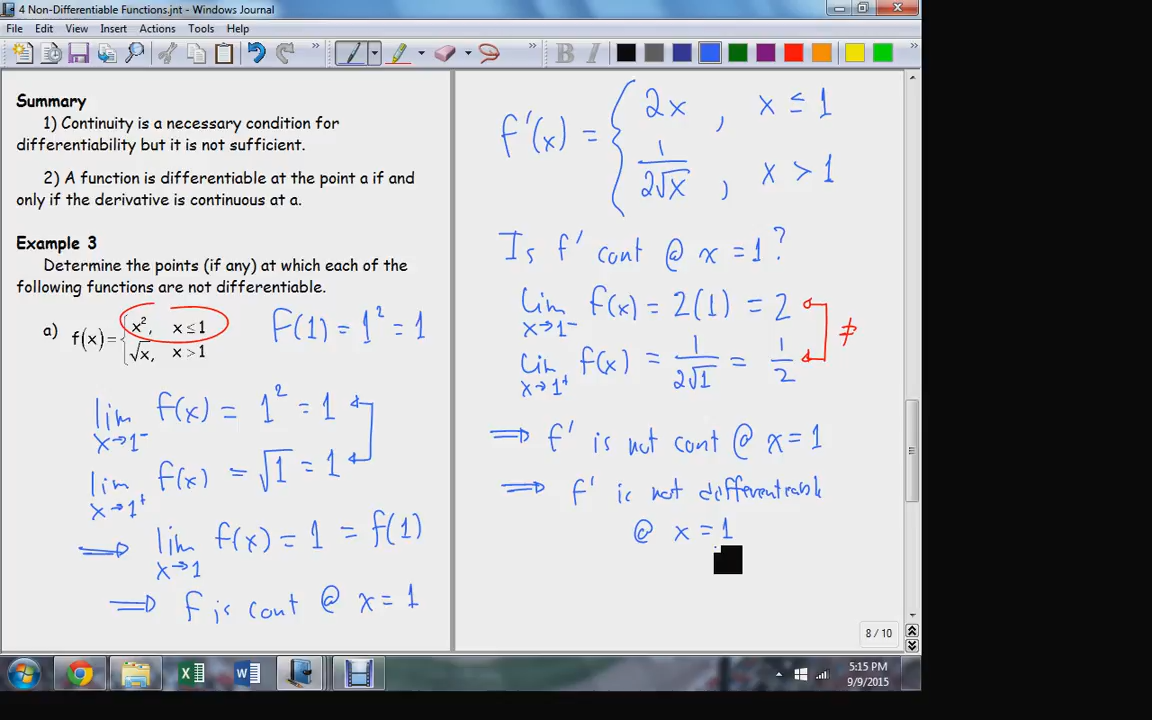 4 Non-Differentiable Functions.jnt - Windows Journal
File Edit View Insert Actions Tools Help
Summary
1) Continuity is a necessary condition for
differentiability but it is not sufficient.
2) A function is differentiable at the point a if and
only if the derivative is continuous at a.
Example 3
Determine the points (if any) at which each of the
following functions are not differentiable.
a) f(x) = { x², x ≤ 1
√x, x > 1
F(1) = 1² = 1
lim x→1⁻ f(x) = 1² = 1
lim x→1⁺ f(x) = √1 = 1
⟹ lim x→1 f(x) = 1 = f(1)
⟹ f is cont @ x = 1
f'(x) = { 2x , x ≤ 1
1/(2√x) , x > 1
Is f' cont @ x = 1?
lim x→1⁻ f(x) = 2(1) = 2
≠
lim x→1⁺ f(x) = 1/(2√1) = 1/2
⟹ f' is not cont @ x = 1
⟹ f' is not differentiable
@ x = 1
8 / 10
5:15 PM
9/9/2015